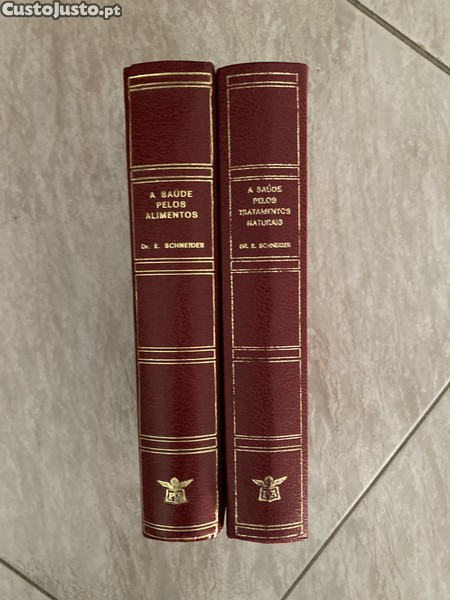 CustoJusto.pt
A SAÚDE
PELOS
ALIMENTOS
Dr. E. SCHNEIDER
A SAÚDE
PELOS
TRATAMENTOS
NATURAIS
DR. E. SCHNEIDER